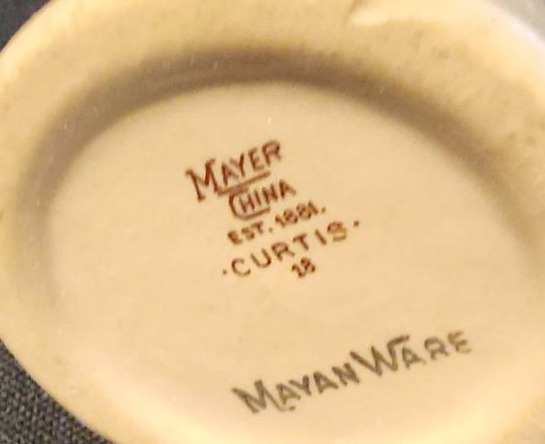 MAYER
CHINA
EST. 1881.
·CURTIS·
18
MAYAN WARE